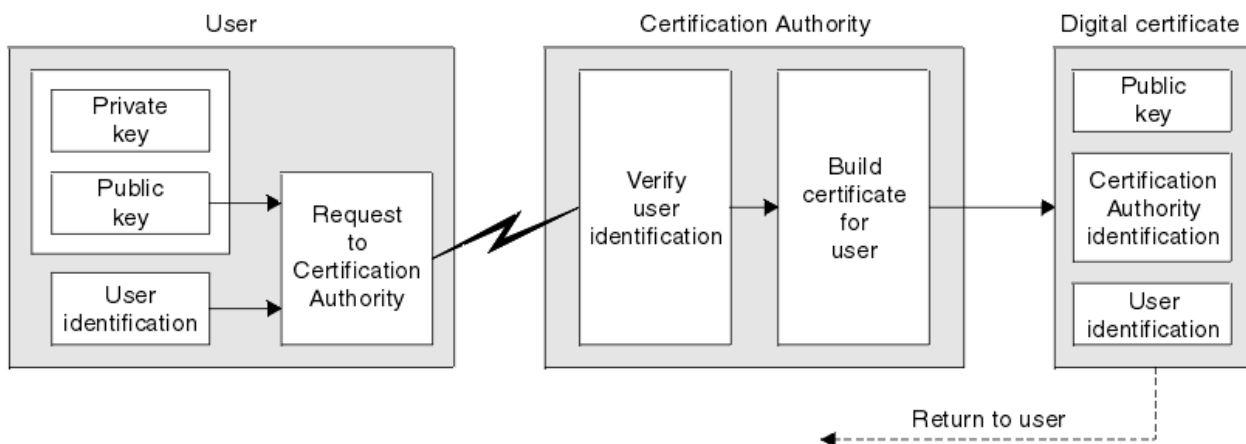 User
Private
key
Public
key
User
identification
Request
to
Certification
Authority
Certification Authority
Verify
user
identification
Build
certificate
for
user
Digital certificate
Public
key
Certification
Authority
identification
User
identification
Return to user